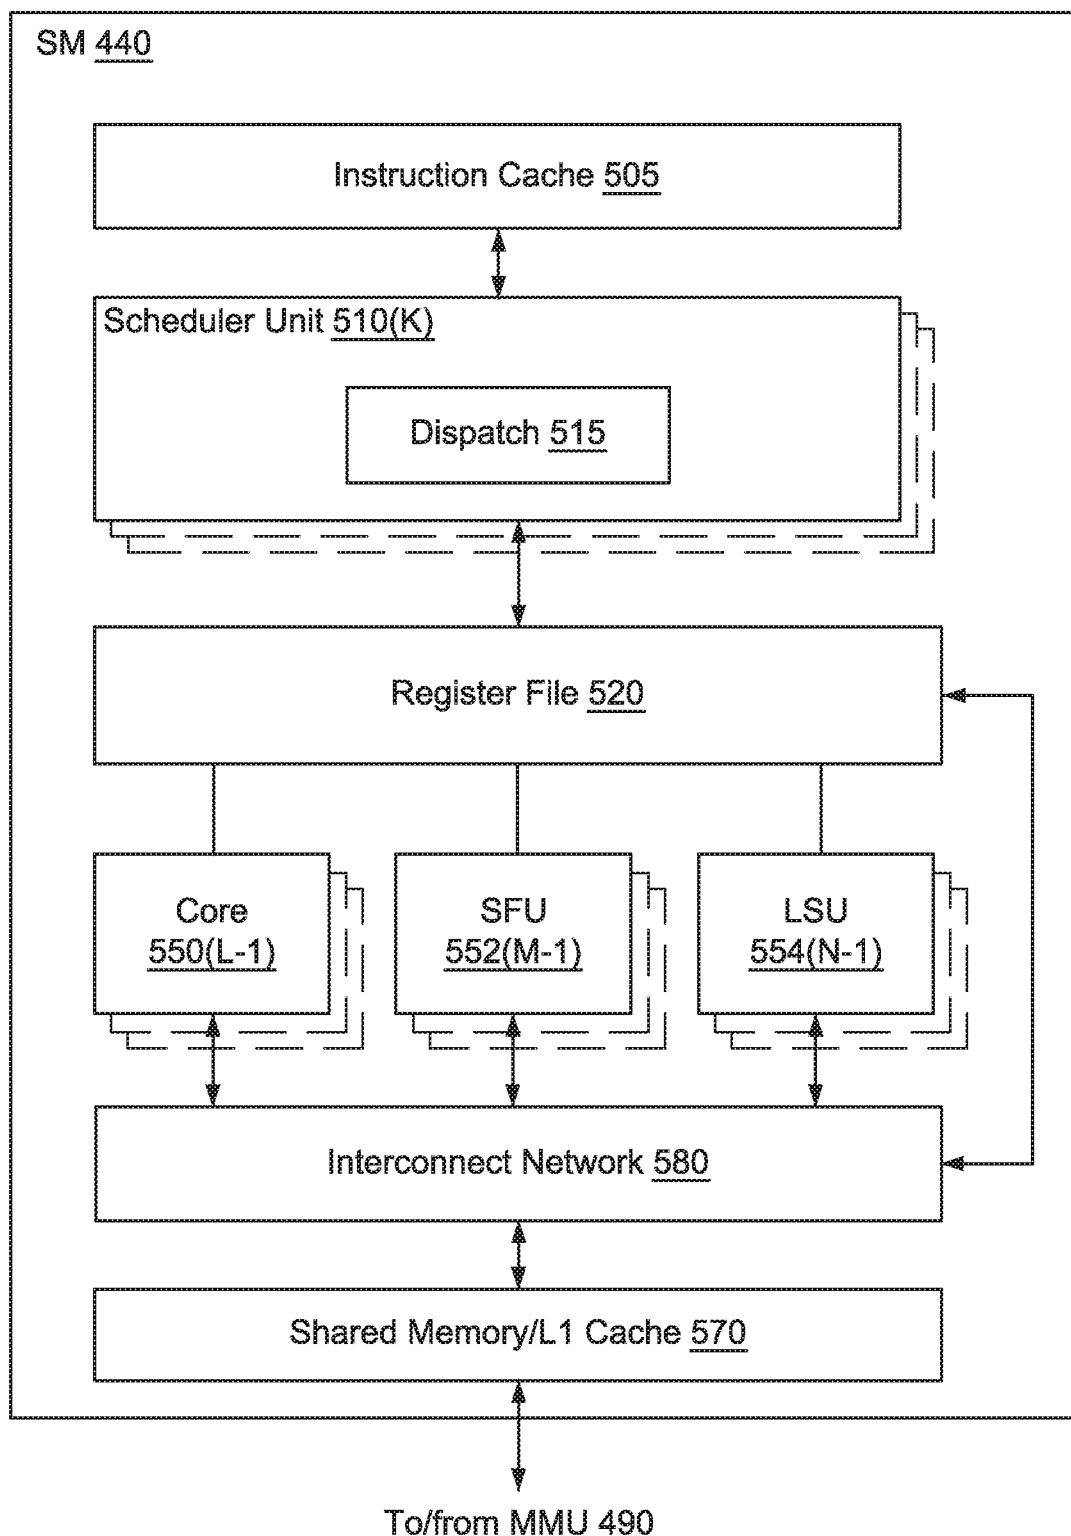 SM 440
Instruction Cache 505
Scheduler Unit 510(K)
Dispatch 515
Register File 520
Core
550(L-1)
SFU
552(M-1)
LSU
554(N-1)
Interconnect Network 580
Shared Memory/L1 Cache 570
To/from MMU 490